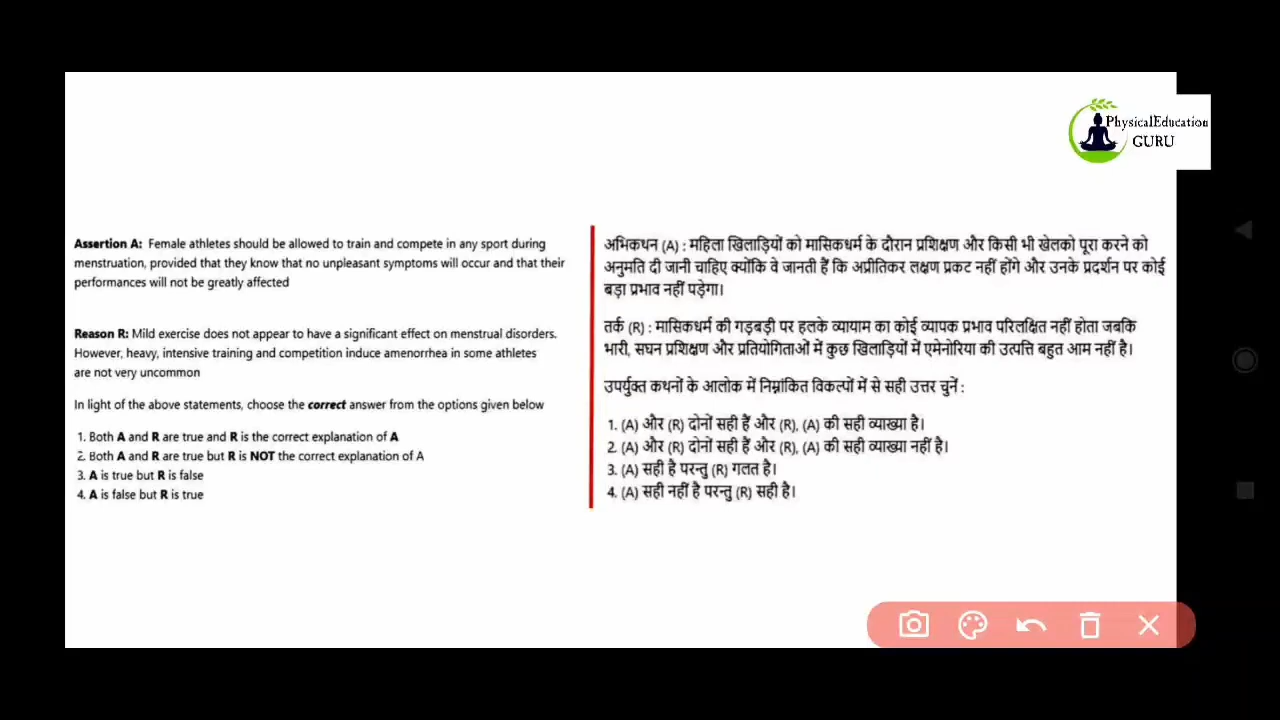 PhysicalEducation
GURU
Assertion A: Female athletes should be allowed to train and compete in any sport during
menstruation, provided that they know that no unpleasant symptoms will occur and that their
performances will not be greatly affected
Reason R: Mild exercise does not appear to have a significant effect on menstrual disorders.
However, heavy, intensive training and competition induce amenorrhea in some athletes
are not very uncommon
In light of the above statements, choose the correct answer from the options given below
1. Both A and R are true and R is the correct explanation of A
2. Both A and R are true but R is NOT the correct explanation of A
3. A is true but R is false
4. A is false but R is true
अभिकथन (A) : महिला खिलाड़ियों को मासिकधर्म के दौरान प्रशिक्षण और किसी भी खेलको पूरा करने को
अनुमति दी जानी चाहिए क्योंकि वे जानती हैं कि अप्रीतिकर लक्षण प्रकट नहीं होंगे और उनके प्रदर्शन पर कोई
बड़ा प्रभाव नहीं पड़ेगा।
तर्क (R) : मासिकधर्म की गड़बड़ी पर हलके व्यायाम का कोई व्यापक प्रभाव परिलक्षित नहीं होता जबकि
भारी, सघन प्रशिक्षण और प्रतियोगिताओं में कुछ खिलाड़ियों में एमेनोरिया की उत्पत्ति बहुत आम नहीं है।
उपर्युक्त कथनों के आलोक में निम्नांकित विकल्पों में से सही उत्तर चुनें :
1. (A) और (R) दोनों सही हैं और (R), (A) की सही व्याख्या है।
2. (A) और (R) दोनों सही हैं और (R), (A) की सही व्याख्या नहीं है।
3. (A) सही है परन्तु (R) गलत है।
4. (A) सही नहीं है परन्तु (R) सही है।